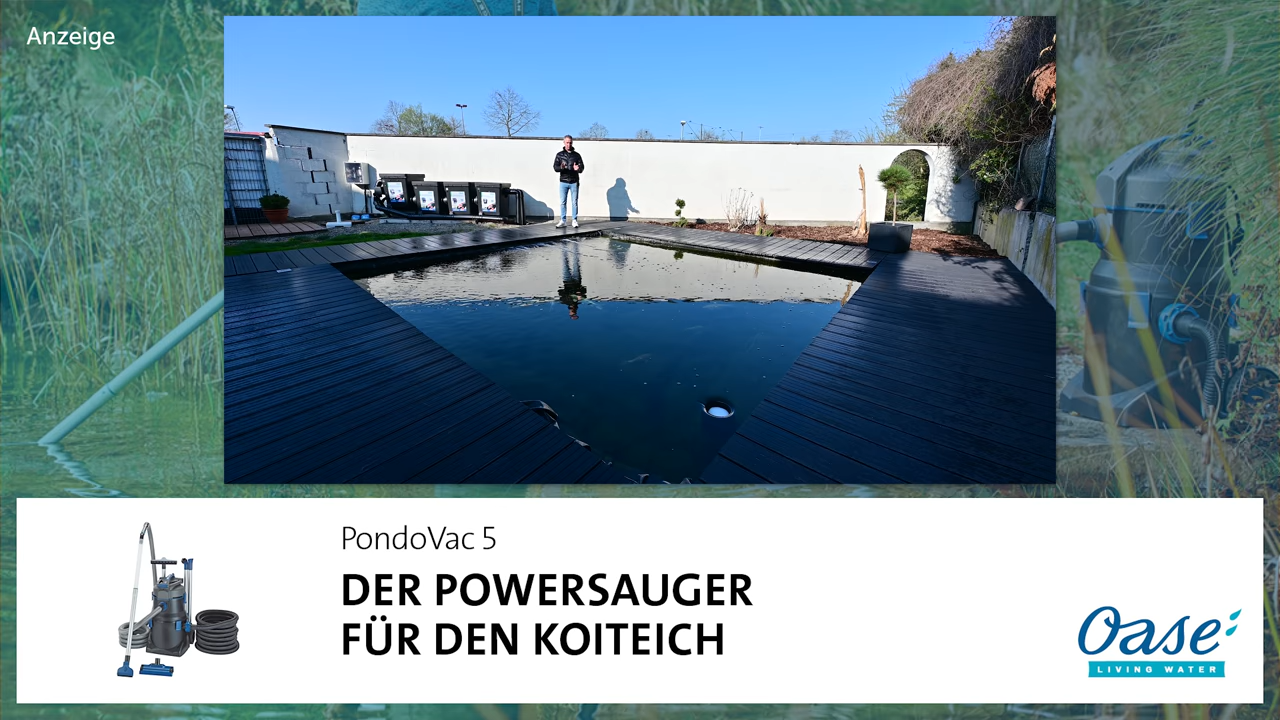 Anzeige
PondoVac 5
DER POWERSAUGER
FÜR DEN KOITEICH
Oase
LIVING WATER